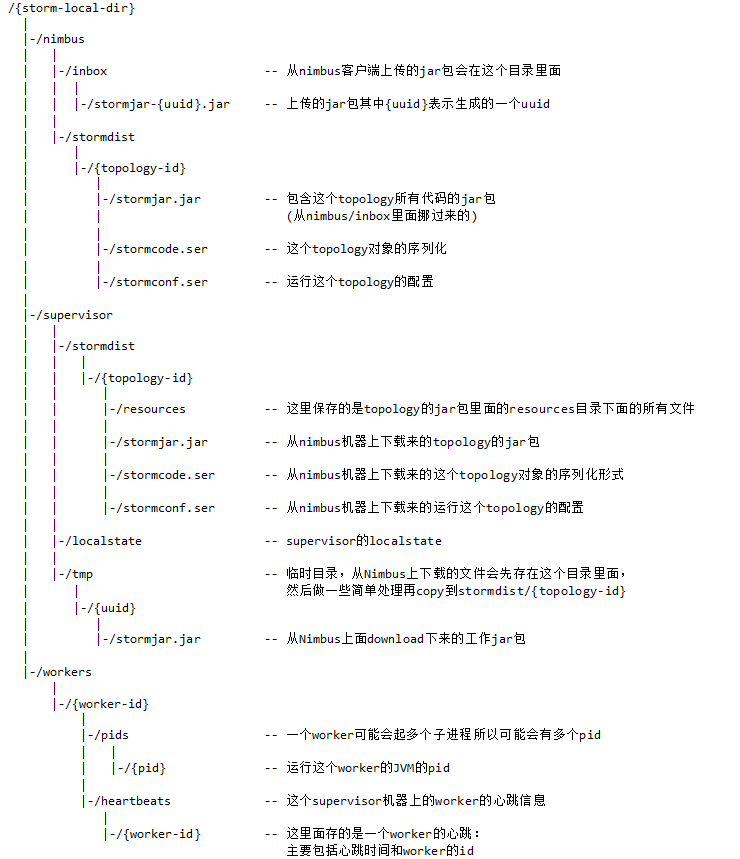 /{storm-local-dir}
|
|-/nimbus
| |
| |-/inbox -- 从nimbus客户端上传的jar包会在这个目录里面
| | |
| | |-/stormjar-{uuid}.jar -- 上传的jar包其中{uuid}表示生成的一个uuid
| |
| |-/stormdist
| |
| |-/{topology-id}
| |
| |-/stormjar.jar -- 包含这个topology所有代码的jar包
| | (从nimbus/inbox里面挪过来的)
| |
| |-/stormcode.ser -- 这个topology对象的序列化
| |
| |-/stormconf.ser -- 运行这个topology的配置
|
|-/supervisor
| |
| |-/stormdist
| | |
| | |-/{topology-id}
| | |
| | |-/resources -- 这里保存的是topology的jar包里面的resources目录下面的所有文件
| | |
| | |-/stormjar.jar -- 从nimbus机器上下载来的topology的jar包
| | |
| | |-/stormcode.ser -- 从nimbus机器上下载来的这个topology对象的序列化形式
| | |
| | |-/stormconf.ser -- 从nimbus机器上下载来的运行这个topology的配置
| |
| |-/localstate -- supervisor的localstate
| |
| |-/tmp -- 临时目录，从Nimbus上下载的文件会先存在这个目录里面，
| | 然后做一些简单处理再copy到stormdist/{topology-id}
| |-/{uuid}
| |
| |-/stormjar.jar -- 从Nimbus上面download下来的工作jar包
|
|-/workers
|
|-/{worker-id}
|
|-/pids -- 一个worker可能会起多个子进程所以可能会有多个pid
| |
| |-/{pid} -- 运行这个worker的JVM的pid
|
|-/heartbeats -- 这个supervisor机器上的worker的心跳信息
|
|-/{worker-id} -- 这里面存的是一个worker的心跳：
主要包括心跳时间和worker的id